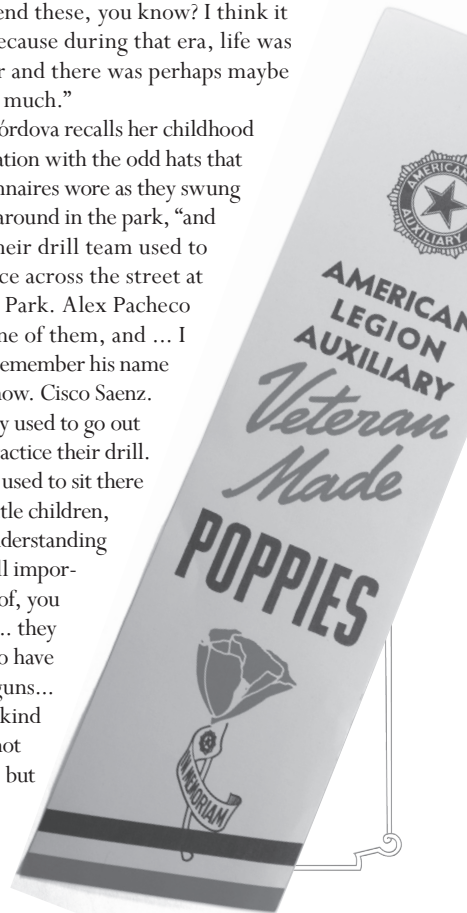 end these, you know? I think it
ecause during that era, life was
r and there was perhaps maybe
much.”
órdova recalls her childhood
ation with the odd hats that
nnaires wore as they swung
around in the park, “and
heir drill team used to
ce across the street at
Park. Alex Pacheco
ne of them, and ... I
remember his name
now. Cisco Saenz.
y used to go out
actice their drill.
used to sit there
tle children,
derstanding
ll impor-
of, you
.. they
o have
guns...
kind
not
but
AMERICAN
AUXILIARY
AMERICAN
LEGION
AUXILIARY
Veteran
Made
POPPIES
IN MEMORIAM